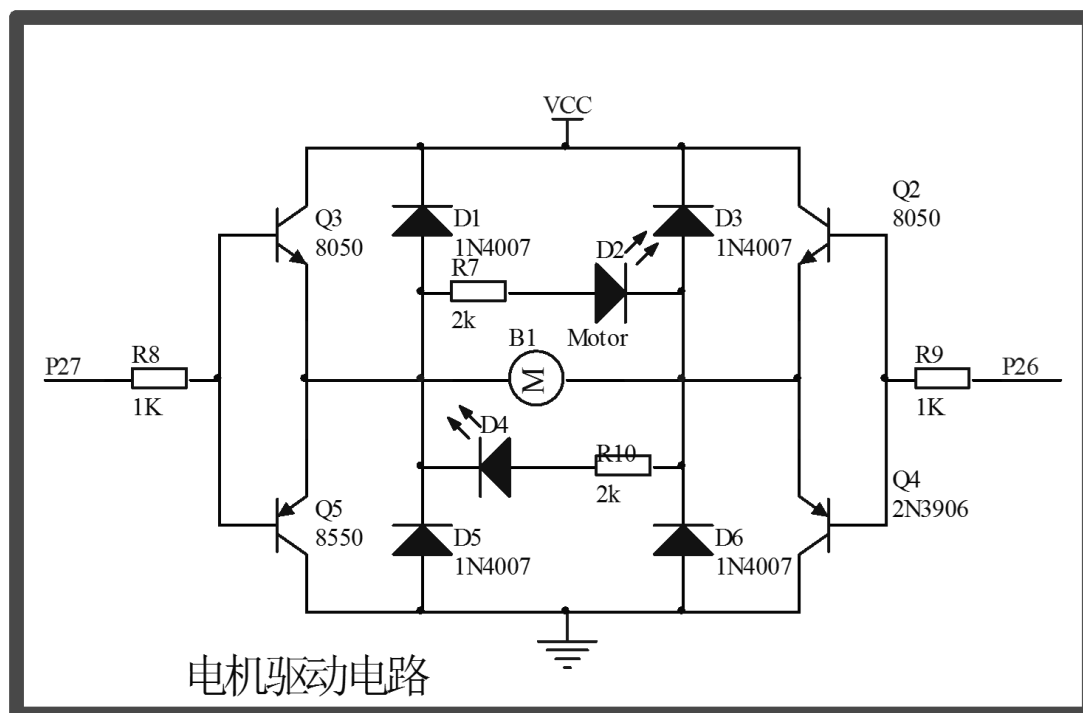 VCC
Q3
8050
D1
1N4007
D3
1N4007
Q2
8050
D2
R7
2k
B1
Motor
M
P27
R8
1K
R9
1K
P26
D4
R10
2k
Q5
8550
D5
1N4007
D6
1N4007
Q4
2N3906
电机驱动电路